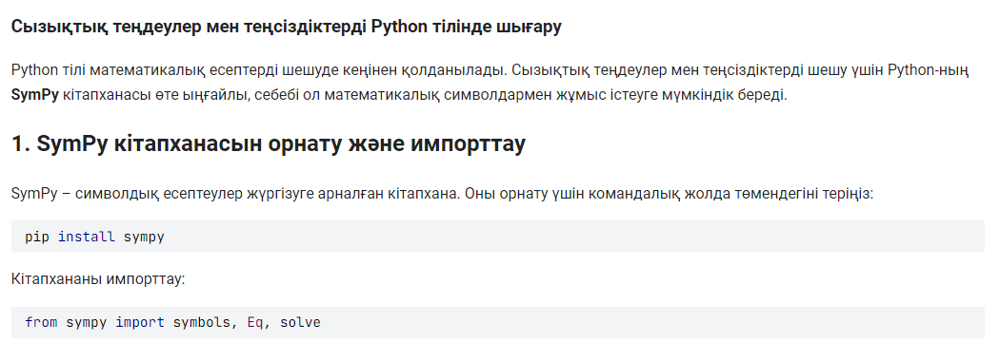 Сызықтық теңдеулер мен теңсіздіктерді Python тілінде шығару
Python тілі математикалық есептерді шешуде кеңінен қолданылады. Сызықтық теңдеулер мен теңсіздіктерді шешу үшін Python-ның
SymPy кітапханасы өте ыңғайлы, себебі ол математикалық символдармен жұмыс істеуге мүмкіндік береді.
1. SymPy кітапханасын орнату және импорттау
SymPy – символдық есептеулер жүргізуге арналған кітапхана. Оны орнату үшін командалық жолда төмендегіні теріңіз:
pip install sympy
Кітапхананы импорттау:
from sympy import symbols, Eq, solve